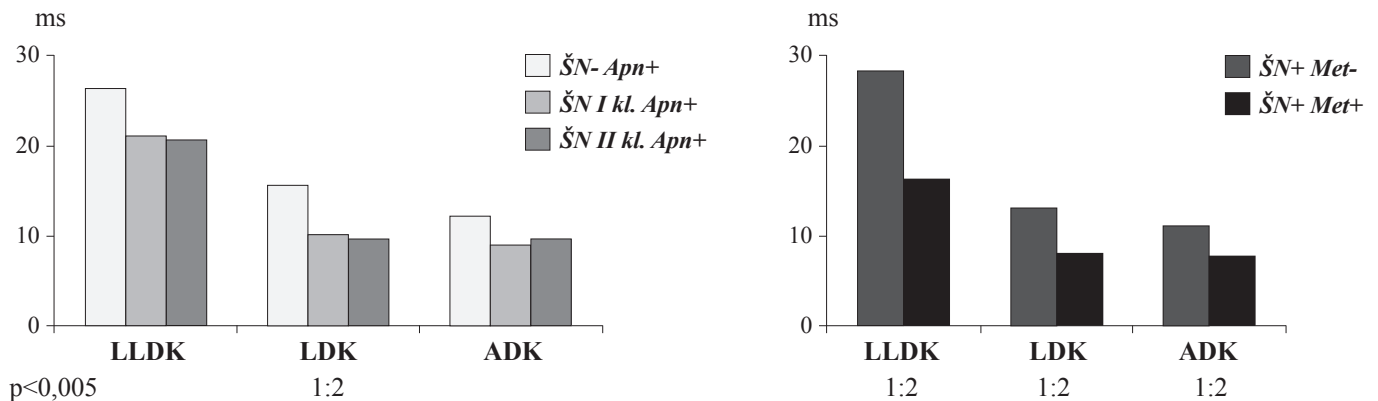 ms
30
20
10
0
ŠN- Apn+
ŠN I kl. Apn+
ŠN II kl. Apn+
LLDK LDK ADK
p<0,005 1:2
ms
30
20
10
0
ŠN+ Met-
ŠN+ Met+
LLDK LDK ADK
1:2 1:2 1:2